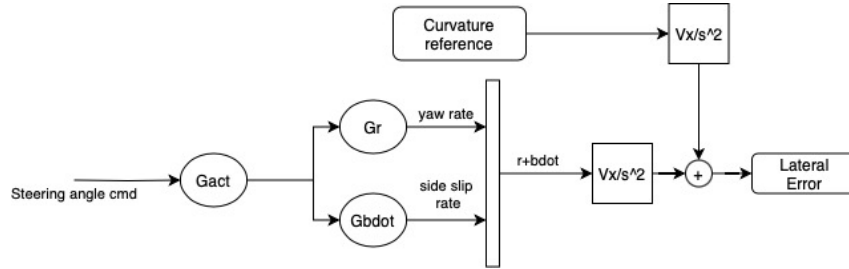 Curvature
reference
Vx/s^2
Steering angle cmd
Gact
Gr
yaw rate
Gbdot
side slip
rate
r+bdot
Vx/s^2
+
Lateral
Error